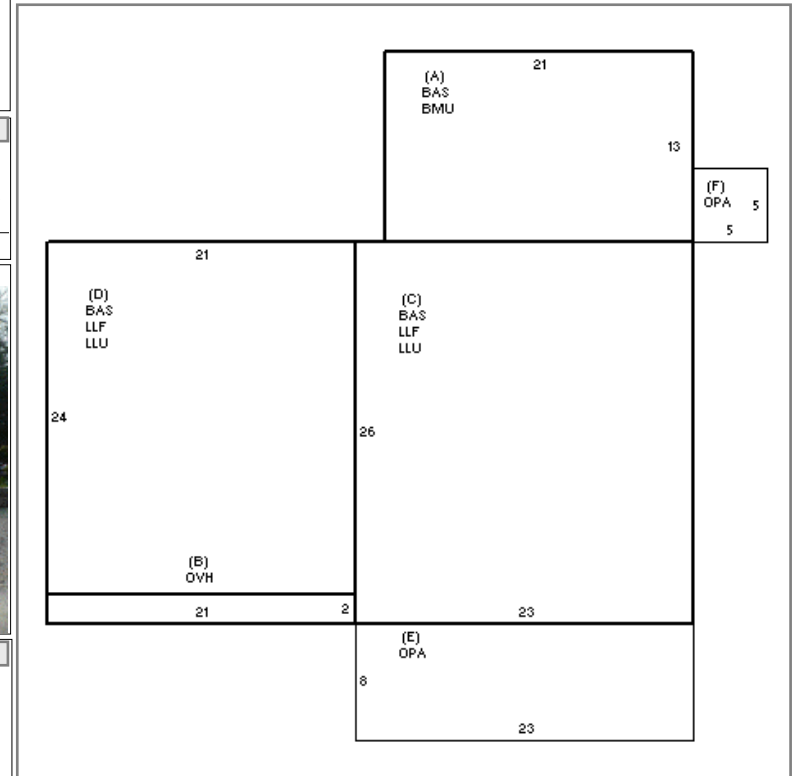 21
(A)
BAS
BMU
13
(F)
OPA
5
5
21
(D)
BAS
LLF
LLU
(C)
BAS
LLF
LLU
24
26
(B)
OVH
21
2
23
(E)
OPA
8
23